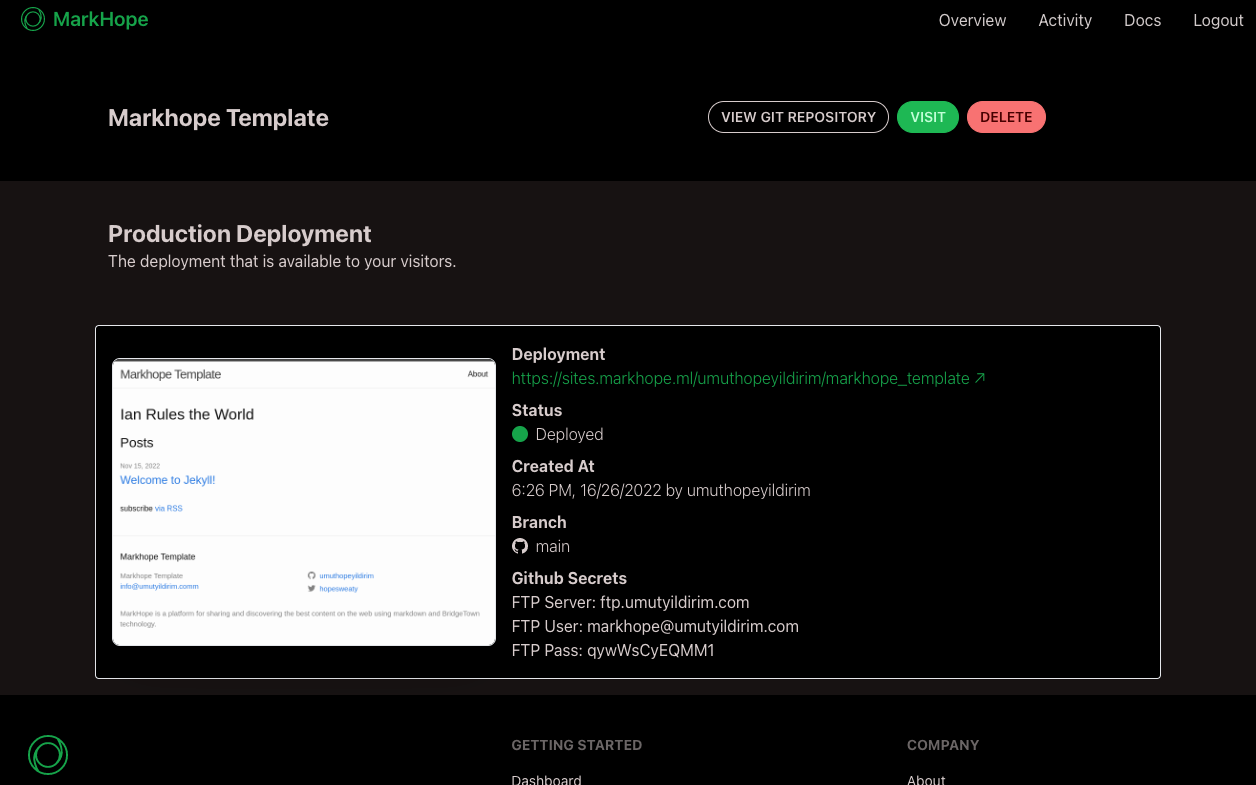 MarkHope
Overview Activity Docs Logout
Markhope Template
VIEW GIT REPOSITORY VISIT DELETE
Production Deployment
The deployment that is available to your visitors.
Markhope Template About
Ian Rules the World
Posts
Nov 15, 2022
Welcome to Jekyll!
subscribe via RSS
Markhope Template
Markhope Template
info@umutyildirim.comm
umuthopeyildirim
hopesweaty
MarkHope is a platform for sharing and discovering the best content on the web using markdown and BridgeTown
technology.
Deployment
https://sites.markhope.ml/umuthopeyildirim/markhope_template ↗
Status
Deployed
Created At
6:26 PM, 16/26/2022 by umuthopeyildirim
Branch
main
Github Secrets
FTP Server: ftp.umutyildirim.com
FTP User: markhope@umutyildirim.com
FTP Pass: qywWsCyEQMM1
GETTING STARTED
Dashboard
COMPANY
About